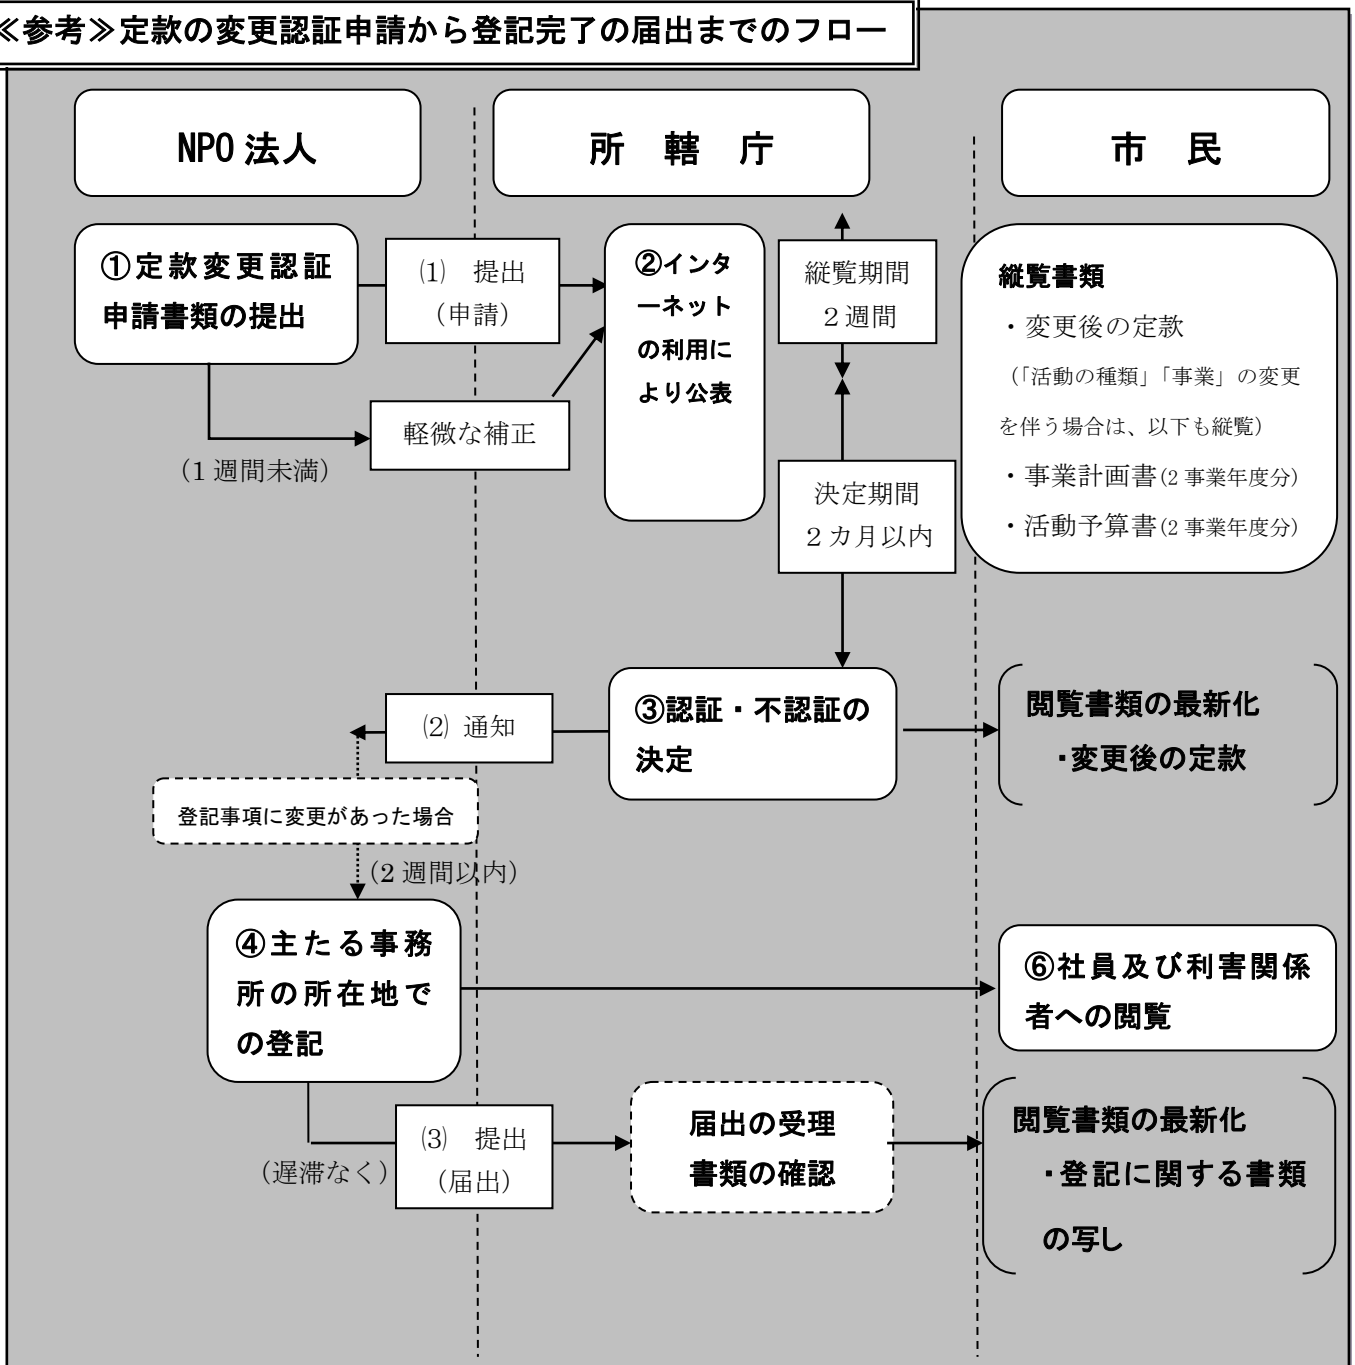 ≪参考≫定款の変更認証申請から登記完了の届出までのフロー
NPO 法人
所 轄 庁
市 民
①定款変更認証
申請書類の提出
⑴ 提出
(申請)
軽微な補正
(1 週間未満)
②インタ
ーネット
の利用に
より公表
縦覧期間
2週間
決定期間
2カ月以内
縦覧書類
・変更後の定款
(「活動の種類」「事業」の変更
を伴う場合は、以下も縦覧)
・事業計画書(2 事業年度分)
・活動予算書(2 事業年度分)
③認証・不認証の
決定
⑵ 通知
閲覧書類の最新化
・変更後の定款
登記事項に変更があった場合
(2 週間以内)
④主たる事務
所の所在地で
の登記
⑥社員及び利害関係
者への閲覧
(遅滞なく)
⑶ 提出
(届出)
届出の受理
書類の確認
閲覧書類の最新化
・登記に関する書類
の写し